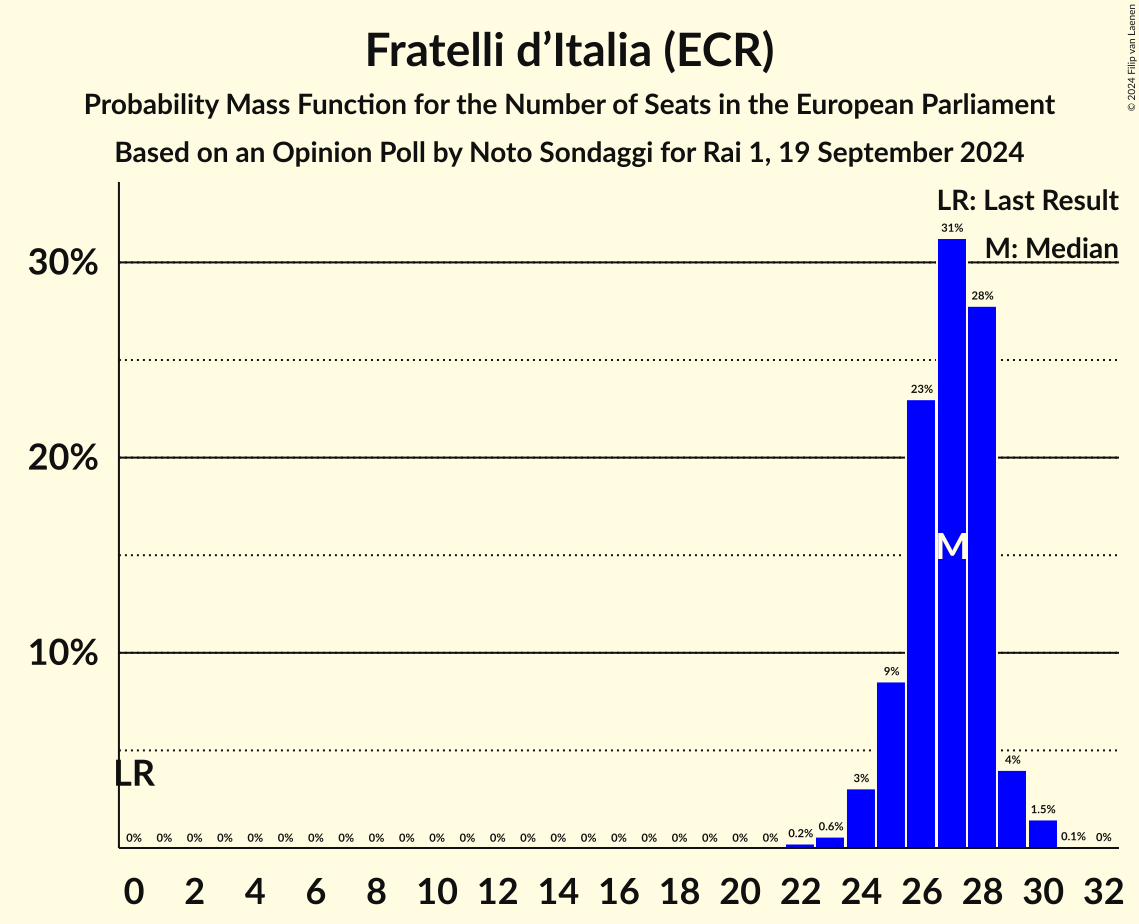 Fratelli d’Italia (ECR)
Probability Mass Function for the Number of Seats in the European Parliament
Based on an Opinion Poll by Noto Sondaggi for Rai 1, 19 September 2024
© 2024 Filip van Laenen
LR: Last Result
M: Median
30%
20%
10%
31%
28%
23%
M
9%
LR
3%
4%
0% 0% 0% 0% 0% 0% 0% 0% 0% 0% 0% 0% 0% 0% 0% 0% 0% 0% 0% 0% 0% 0% 0.2% 0.6% 1.5% 0.1% 0%
0 2 4 6 8 10 12 14 16 18 20 22 24 26 28 30 32